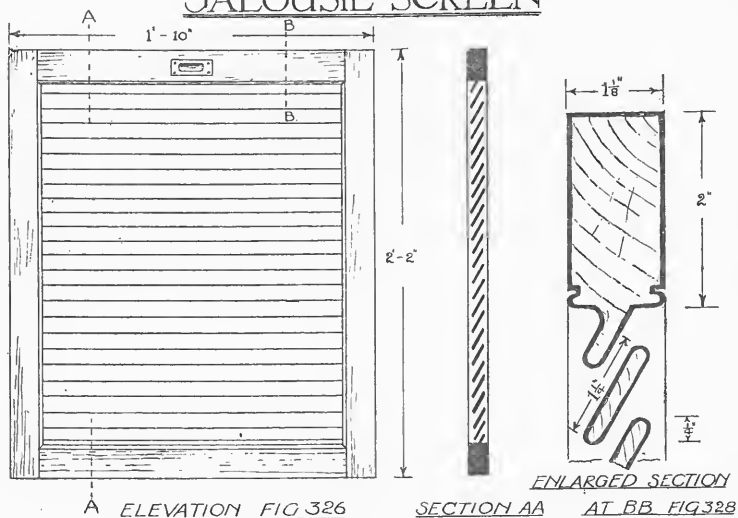 JALOUSIE SCREEN
A
B
1'-10"
B
2'-2"
1 1/8"
2"
1 1/4"
1/4"
A ELEVATION FIG 326
SECTION AA
ENLARGED SECTION
AT BB FIG 328